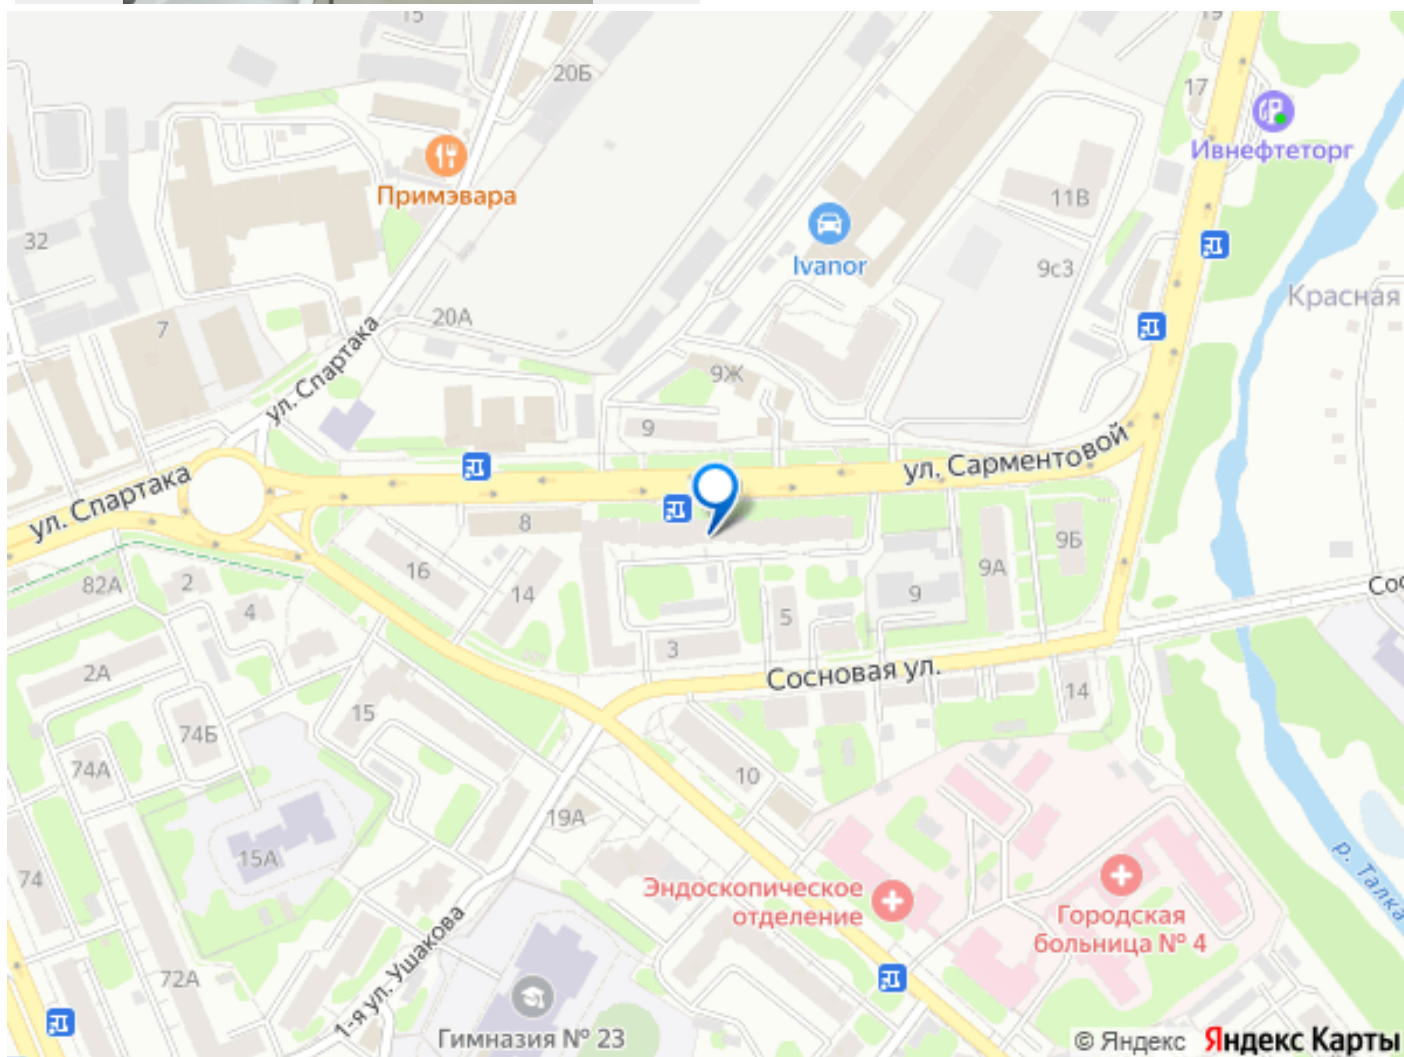 15
19
20Б
17
Ивнефтеторг
Примэвара
11В
32
Ivanor
9с3
Красная
20А
7
ул. Спартака
9Ж
9
ул. Сарментовой
ул. Спартака
8
9Б
16
9А
82А
2
14
9
Сос
4
5
3
2А
Сосновая ул.
14
15
74Б
74А
10
19А
15А
74
р. Талка
Эндоскопическое
отделение
Городская
больница № 4
72А
1-я ул. Ушакова
Гимназия № 23
© Яндекс Яндекс Карты